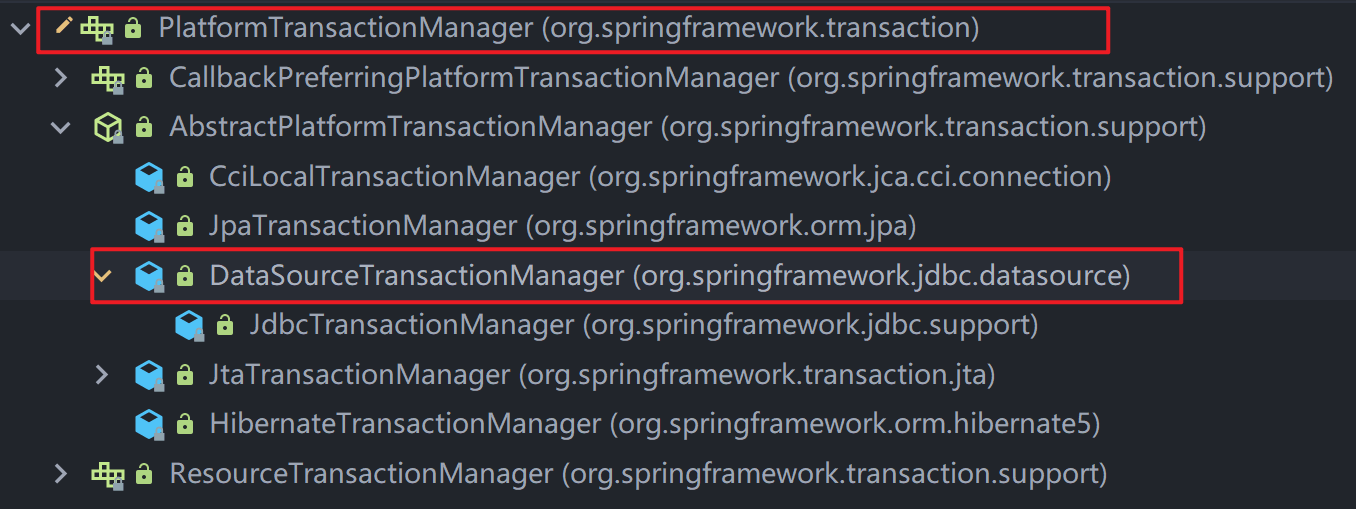 PlatformTransactionManager (org.springframework.transaction)
CallbackPreferringPlatformTransactionManager (org.springframework.transaction.support)
AbstractPlatformTransactionManager (org.springframework.transaction.support)
CciLocalTransactionManager (org.springframework.jca.cci.connection)
JpaTransactionManager (org.springframework.orm.jpa)
DataSourceTransactionManager (org.springframework.jdbc.datasource)
JdbcTransactionManager (org.springframework.jdbc.support)
JtaTransactionManager (org.springframework.transaction.jta)
HibernateTransactionManager (org.springframework.orm.hibernate5)
ResourceTransactionManager (org.springframework.transaction.support)